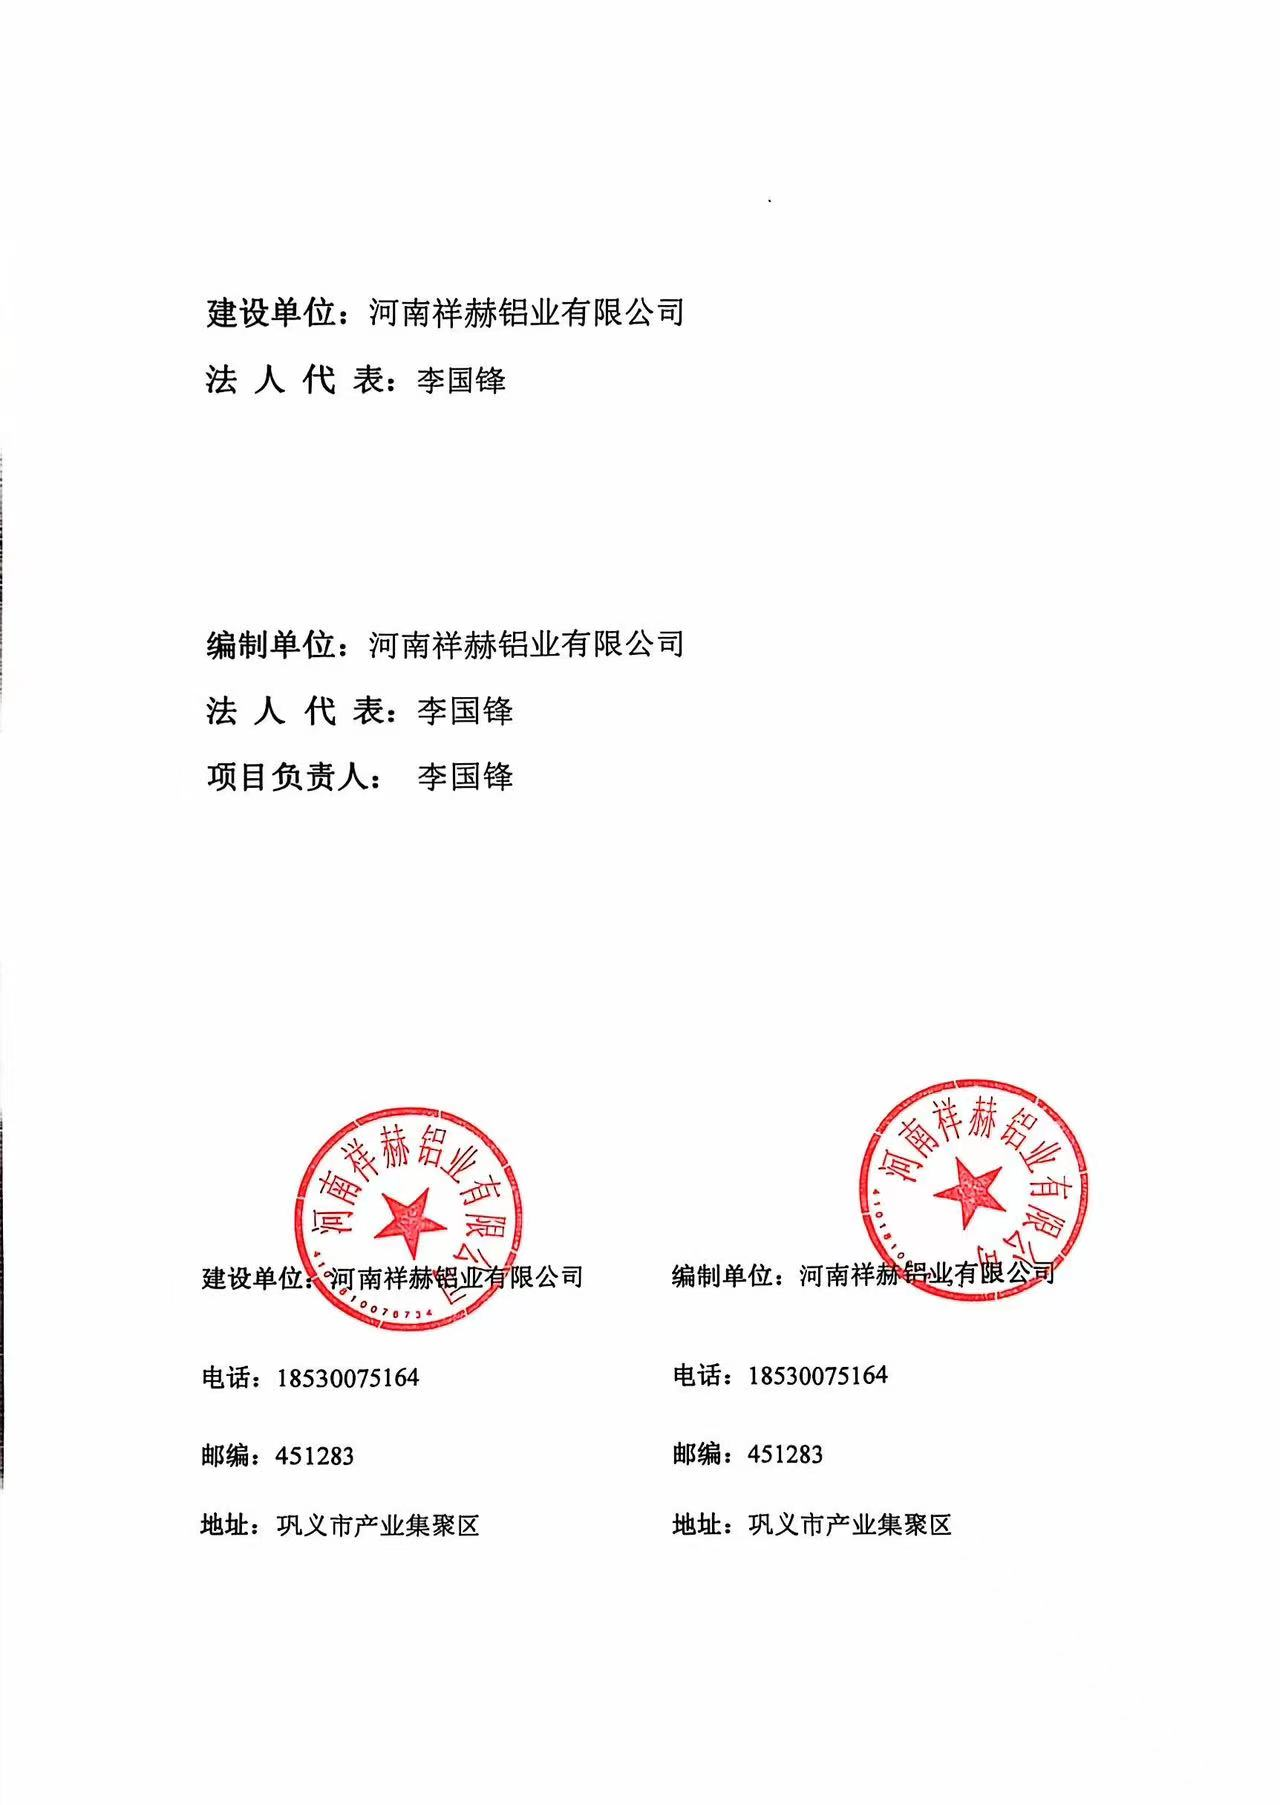 建设单位：河南祥赫铝业有限公司
法 人 代 表：李国锋
编制单位：河南祥赫铝业有限公司
法 人 代 表：李国锋
项目负责人： 李国锋
河南祥赫铝业有限公司
河南祥赫铝业有限公司
建设单位：河南祥赫铝业有限公司
编制单位：河南祥赫铝业有限公司
电话：18530075164
电话：18530075164
邮编：451283
邮编：451283
地址：巩义市产业集聚区
地址：巩义市产业集聚区